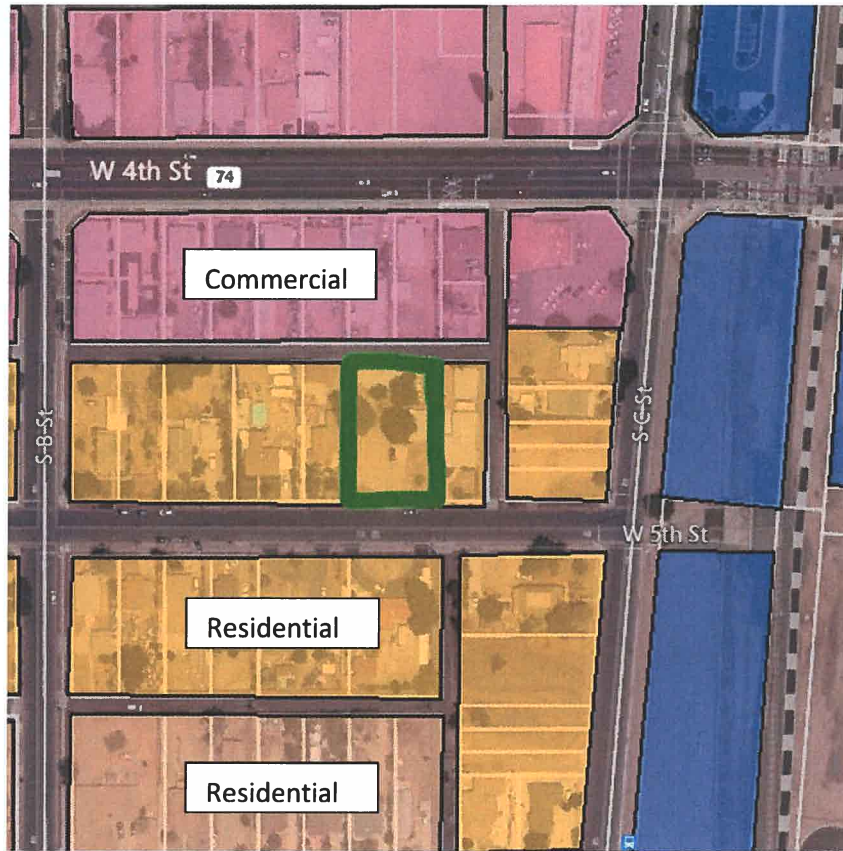 W 4th St 74
Commercial
S B St
S C St
W 5th St
Residential
Residential